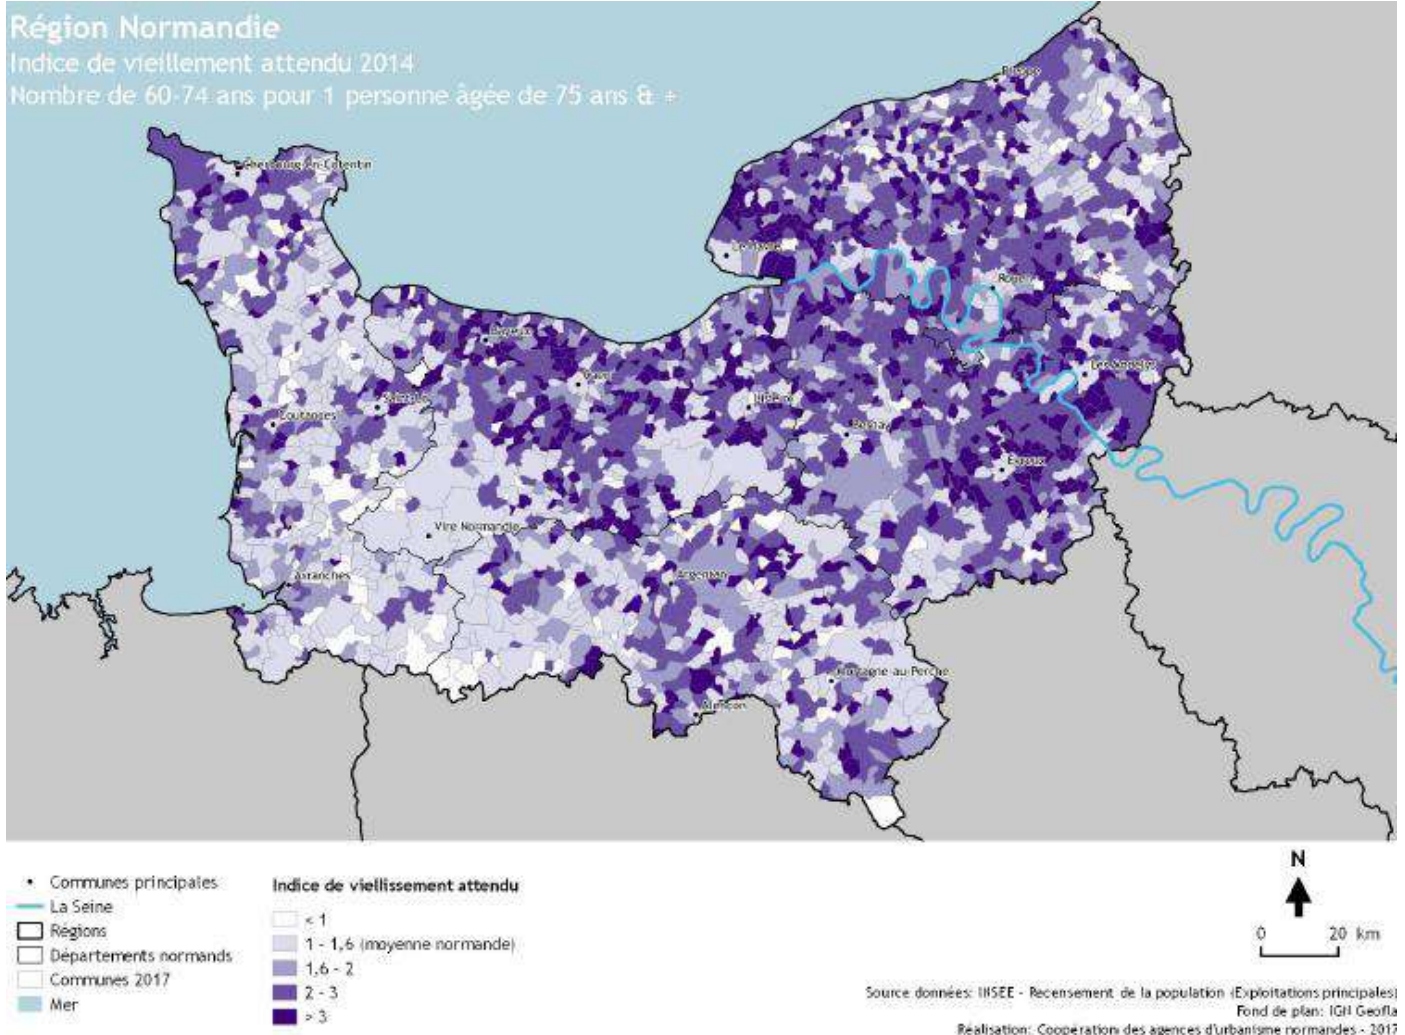 Région Normandie
Indice de vieillement attendu 2014
Nombre de 60-74 ans pour 1 personne âgée de 75 ans & +
Dieppe
Cherbourg-en-Cotentin
Le Havre
Rouen
Bayeux
Les Andelys
Caen
Saint-Lô
Lisieux
Coutances
Bernay
Évreux
Vire Normandie
Avranches
Argentan
Mortagne-au-Perche
Alençon
N
0 20 km
Communes principales
La Seine
Régions
Départements normands
Communes 2017
Mer
Indice de viellissement attendu
< 1
1 - 1,6 (moyenne normande)
1,6 - 2
2 - 3
> 3
Source données: INSEE - Recensement de la population (Exploitations principales)
Fond de plan: IGN Geofla
Réalisation: Coopération des agences d'urbanisme normandes - 2017